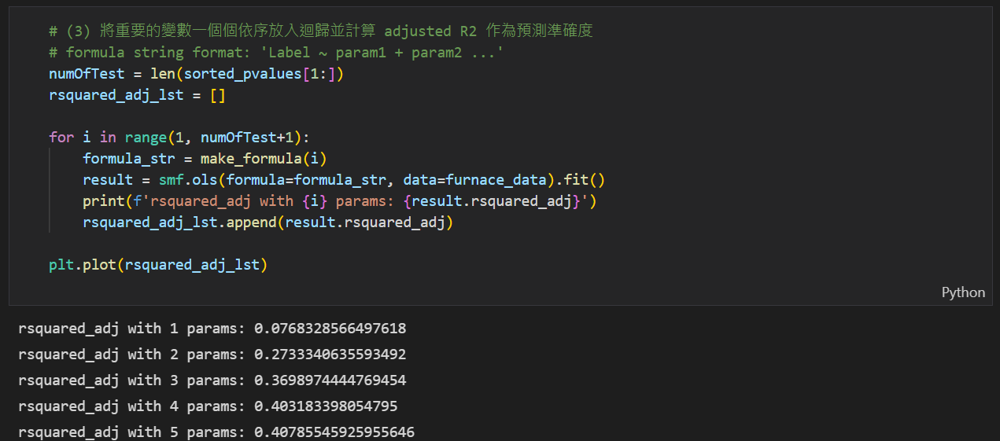 # (3) 將重要的變數一個個依序放入迴歸並計算 adjusted R2 作為預測準確度
# formula string format: 'Label ~ param1 + param2 ...'
numOfTest = len(sorted_pvalues[1:])
rsquared_adj_lst = []
for i in range(1, numOfTest+1):
    formula_str = make_formula(i)
    result = smf.ols(formula=formula_str, data=furnace_data).fit()
    print(f'rsquared_adj with {i} params: {result.rsquared_adj}')
    rsquared_adj_lst.append(result.rsquared_adj)
plt.plot(rsquared_adj_lst)
Python
rsquared_adj with 1 params: 0.0768328566497618
rsquared_adj with 2 params: 0.2733340635593492
rsquared_adj with 3 params: 0.3698974444769454
rsquared_adj with 4 params: 0.403183398054795
rsquared_adj with 5 params: 0.40785545925955646